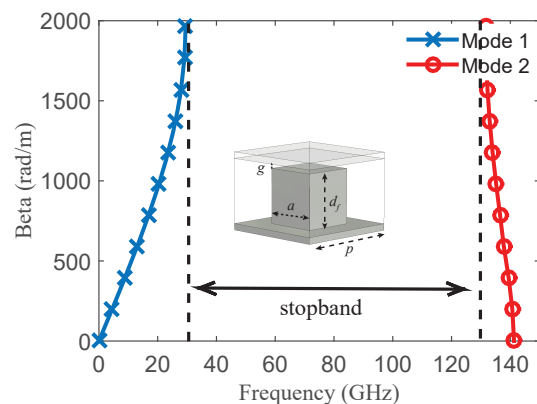 2000
1500
1000
500
0
Beta (rad/m)
Mode 1
Mode 2
g
a
d_f
p
stopband
0 20 40 60 80 100 120 140
Frequency (GHz)